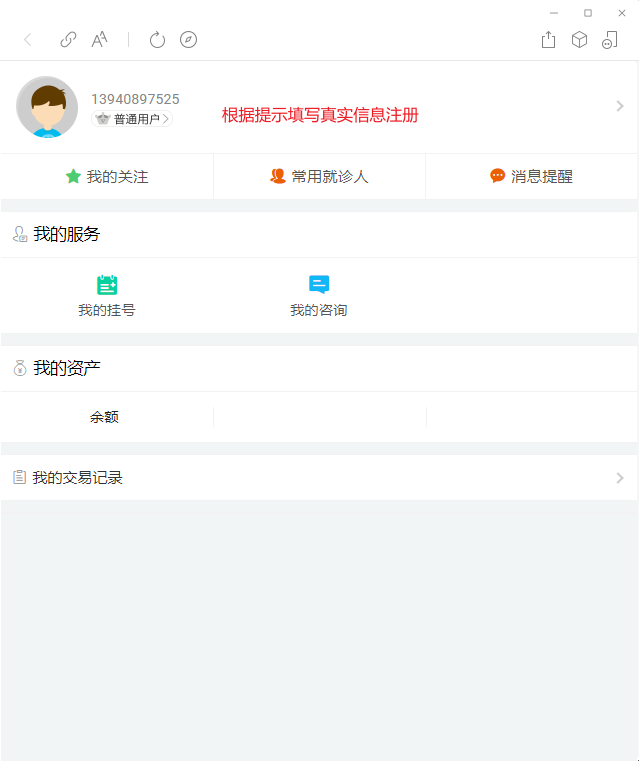 13940897525
普通用户
根据提示填写真实信息注册
我的关注
常用就诊人
消息提醒
我的服务
我的挂号
我的咨询
我的资产
余额
我的交易记录